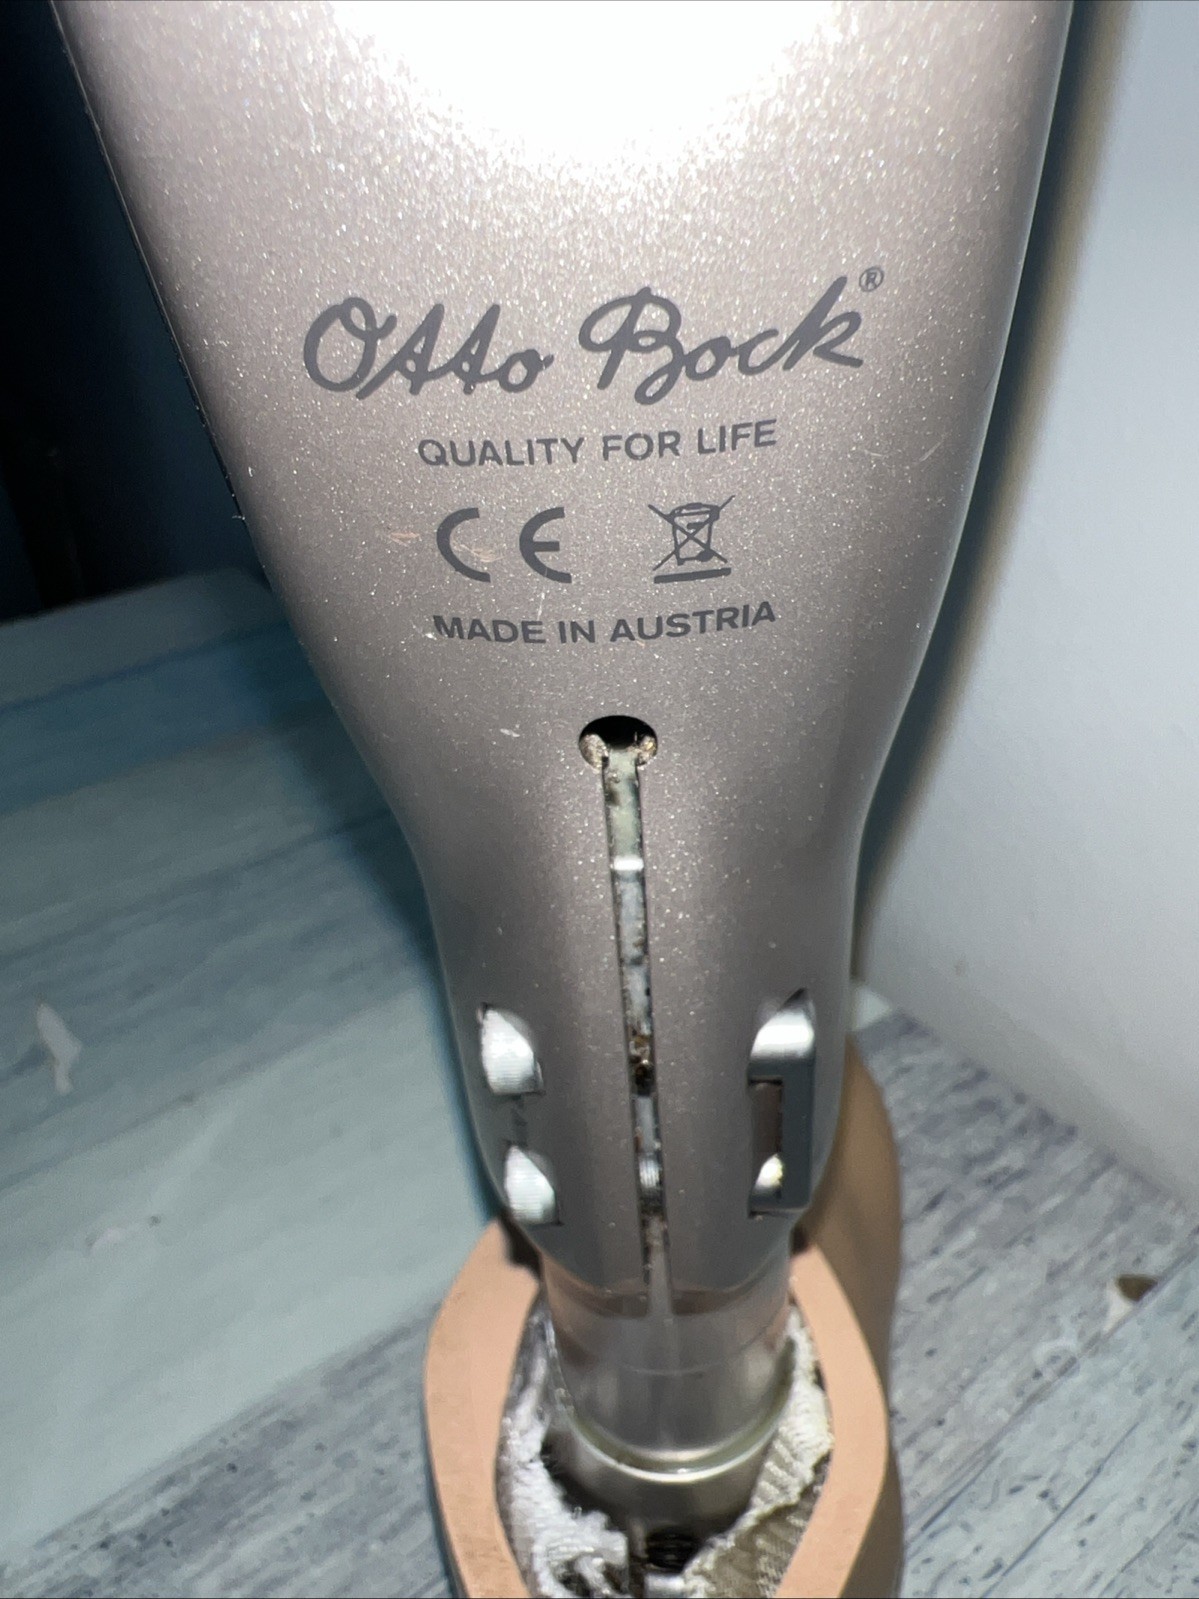 Otto Bock®
QUALITY FOR LIFE
CE
MADE IN AUSTRIA